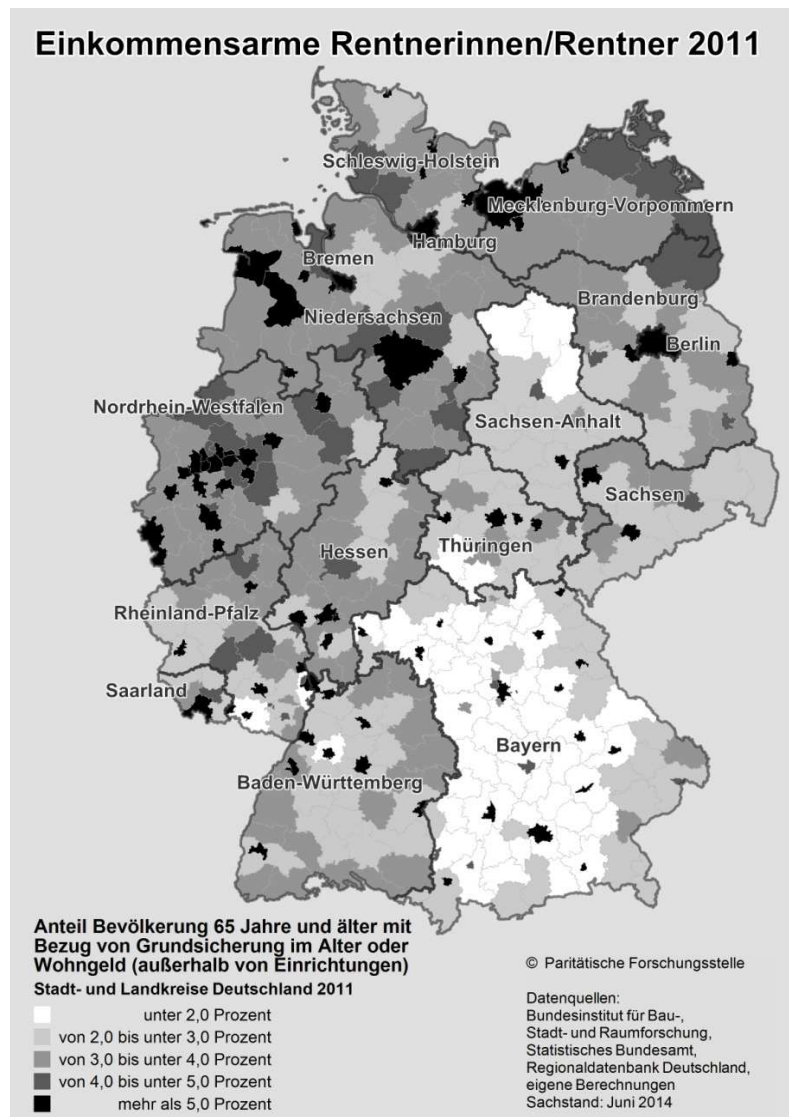 Einkommensarme Rentnerinnen/Rentner 2011
Schleswig-Holstein
Mecklenburg-Vorpommern
Hamburg
Bremen
Brandenburg
Niedersachsen
Berlin
Nordrhein-Westfalen
Sachsen-Anhalt
Sachsen
Hessen
Thüringen
Rheinland-Pfalz
Saarland
Bayern
Baden-Württemberg
Anteil Bevölkerung 65 Jahre und älter mit
Bezug von Grundsicherung im Alter oder
Wohngeld (außerhalb von Einrichtungen)
Stadt- und Landkreise Deutschland 2011
unter 2,0 Prozent
von 2,0 bis unter 3,0 Prozent
von 3,0 bis unter 4,0 Prozent
von 4,0 bis unter 5,0 Prozent
mehr als 5,0 Prozent
© Paritätische Forschungsstelle
Datenquellen:
Bundesinstitut für Bau-,
Stadt- und Raumforschung,
Statistisches Bundesamt,
Regionaldatenbank Deutschland,
eigene Berechnungen
Sachstand: Juni 2014